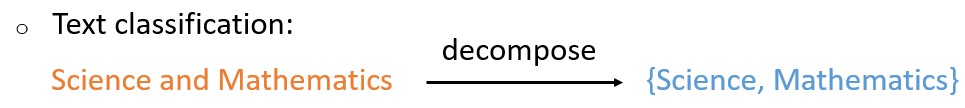 ○ Text classification:
decompose
Science and Mathematics ⟶ {Science, Mathematics}